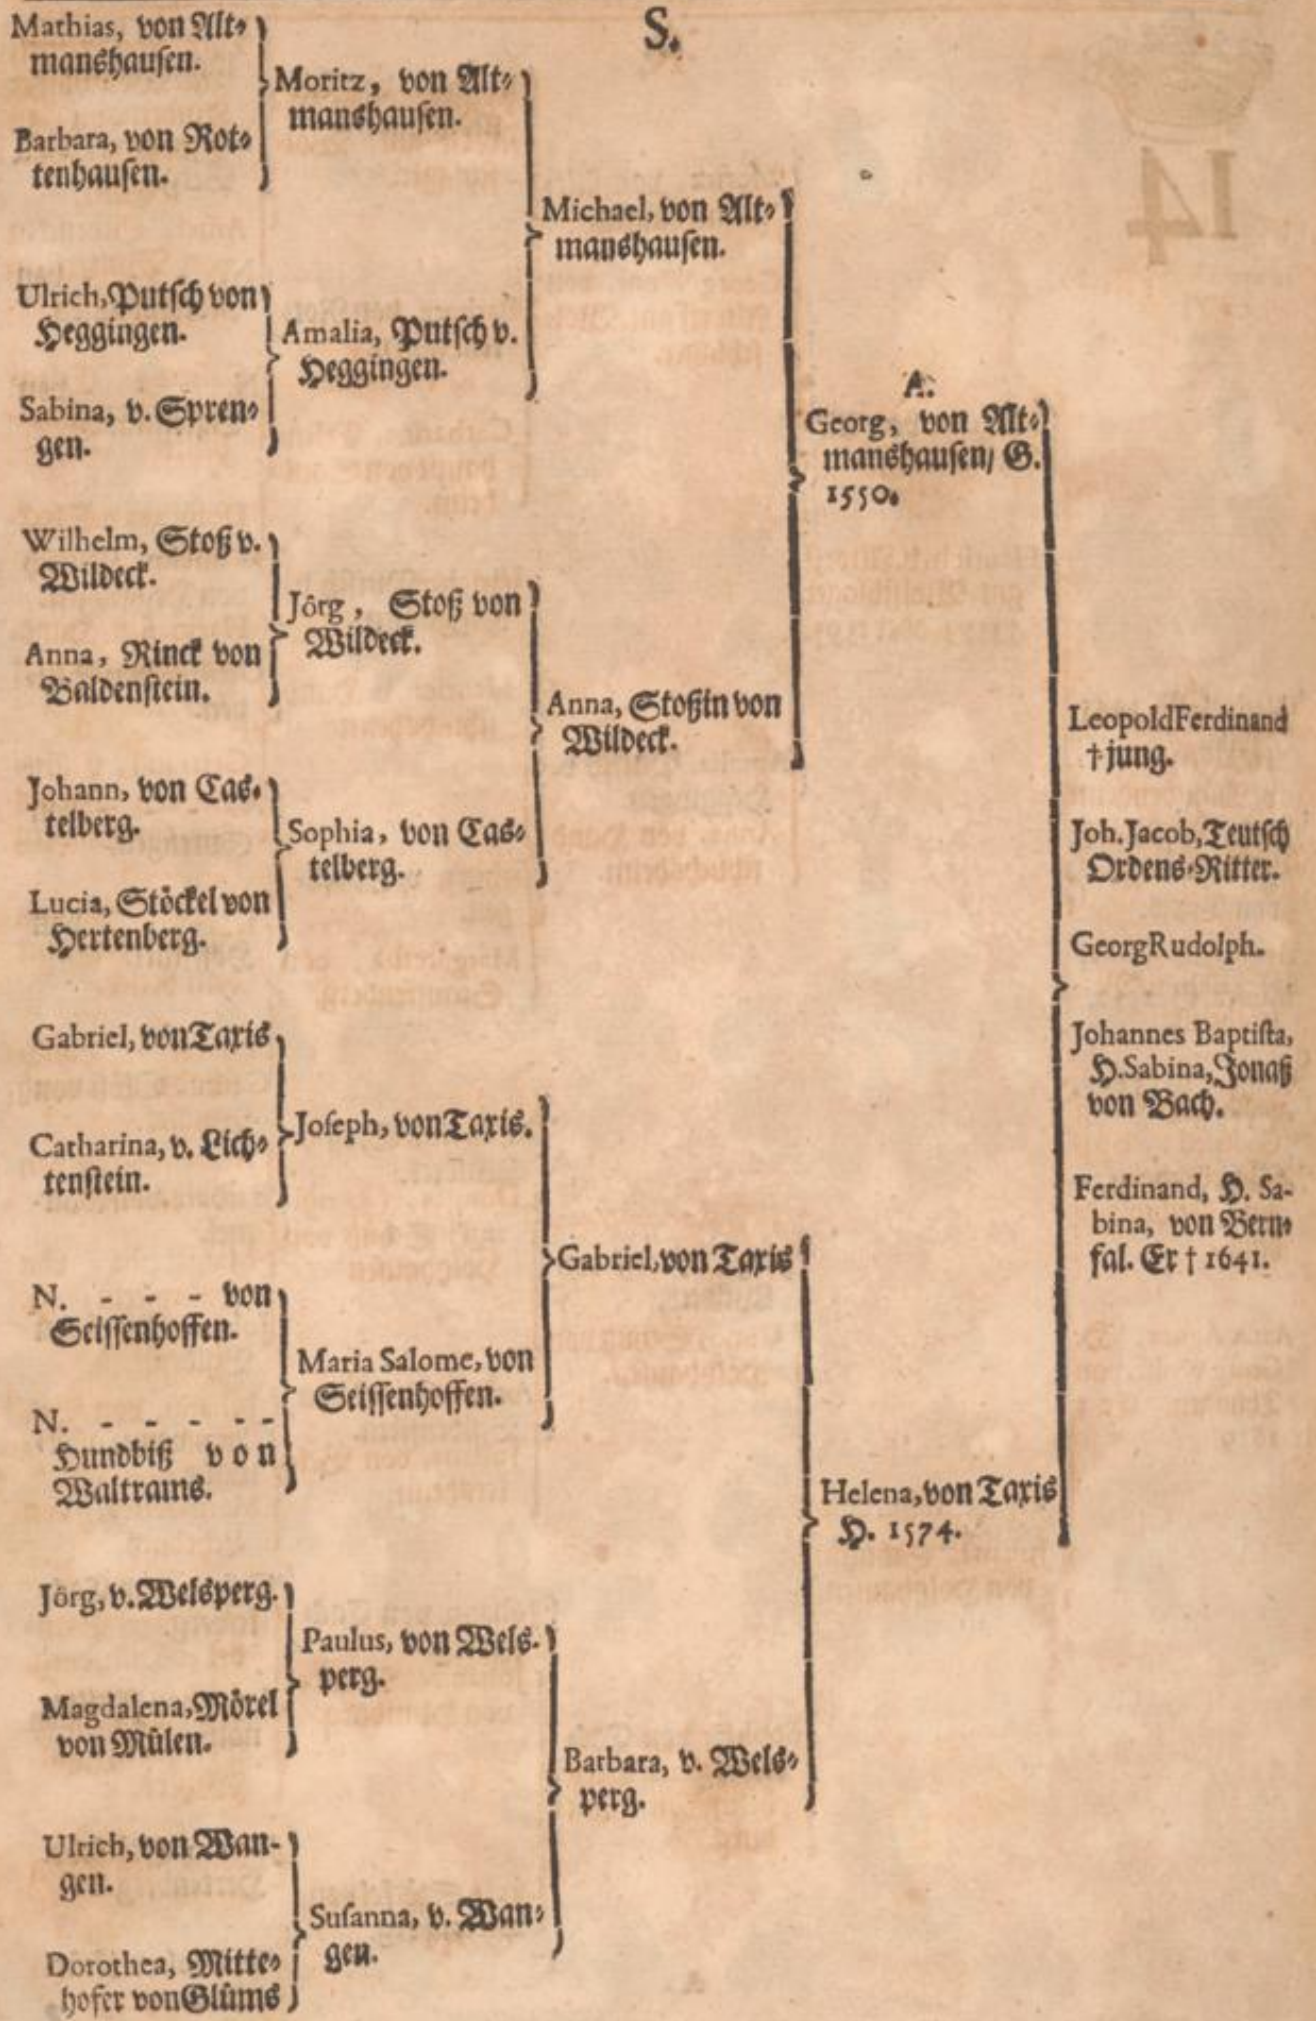 S.
Mathias, von Alt-
manshausen.
Barbara, von Rot-
tenhausen.
Ulrich, Putsch von
Heggingen.
Sabina, v. Spren-
gen.
Wilhelm, Stoß v.
Wildeck.
Anna, Rinck von
Baldenstein.
Johann, von Cas-
telberg.
Lucia, Stöckel von
Hertenberg.
Gabriel, von Taxis
Catharina, v. Lich-
tenstein.
N. - - - von
Seissenhoffen.
N. - - - - -
Hundbiß von
Waltrams.
Jörg, v. Welsperg.
Magdalena, Mörel
von Mülen.
Ulrich, von Wan-
gen.
Dorothea, Mitte-
hofer von Glüms
Moritz, von Alt-
manshausen.
Amalia, Putsch v.
Heggingen.
Jörg, Stoß von
Wildeck.
Sophia, von Cas-
telberg.
Joseph, von Taxis.
Maria Salome, von
Seissenhoffen.
Paulus, von Wels-
perg.
Susanna, v. Wan-
gen.
Michael, von Alt-
manshausen.
Anna, Stoßin von
Wildeck.
Gabriel, von Taxis
Barbara, v. Wels-
perg.
A.
Georg, von Alt-
manshausen/ G.
1550.
Helena, von Taxis
H. 1574.
Leopold Ferdinand
† jung.
Joh. Jacob, Teutsch
Ordens-Ritter.
Georg Rudolph.
Johannes Baptista,
H. Sabina, Jonaß
von Bach.
Ferdinand, H. Sa-
bina, von Bern-
fal. Er † 1641.
14